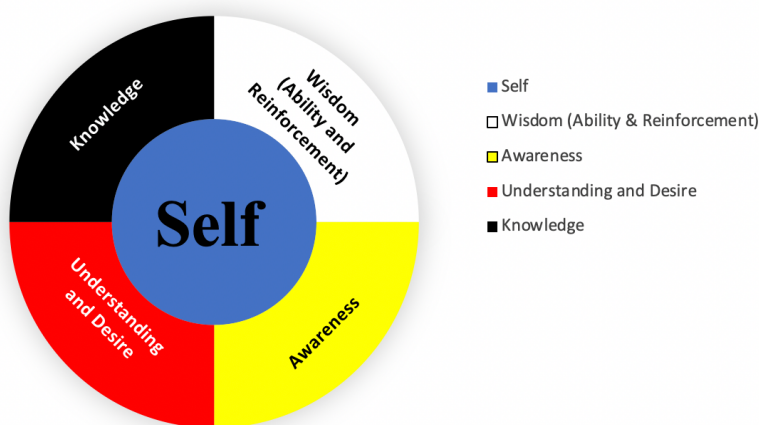 Knowledge
Wisdom
(Ability and
Reinforcement)
Self
Understanding
and Desire
Awareness
Self
Wisdom (Ability & Reinforcement)
Awareness
Understanding and Desire
Knowledge